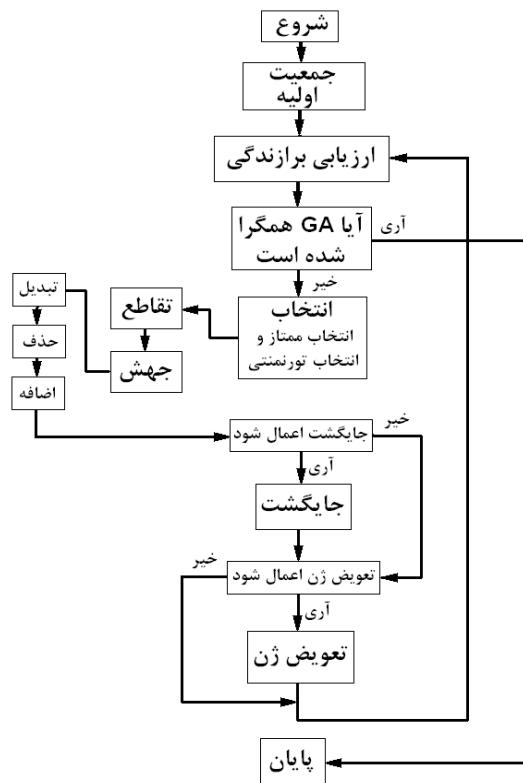 شروع
جمعیت
اولیه
ارزیابی برازندگی
آیا GA همگرا
شده است
آری
خیر
انتخاب
انتخاب ممتاز و
انتخاب تورنمنتی
تقاطع
جهش
تبدیل
حذف
اضافه
جایگشت اعمال شود
خیر
آری
جایگشت
تعویض ژن اعمال شود
خیر
آری
تعویض ژن
پایان